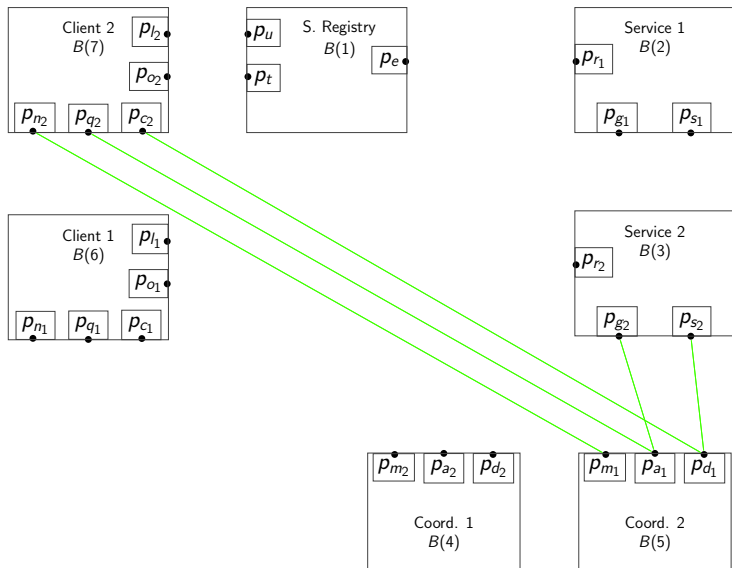 Client 2
B(7)
p_{l_2}
p_{o_2}
p_{n_2} p_{q_2} p_{c_2}
S. Registry
B(1)
p_u
p_t
p_e
Service 1
B(2)
p_{r_1}
p_{g_1} p_{s_1}
Client 1
B(6)
p_{l_1}
p_{o_1}
p_{n_1} p_{q_1} p_{c_1}
Service 2
B(3)
p_{r_2}
p_{g_2} p_{s_2}
p_{m_2} p_{a_2} p_{d_2}
Coord. 1
B(4)
p_{m_1} p_{a_1} p_{d_1}
Coord. 2
B(5)